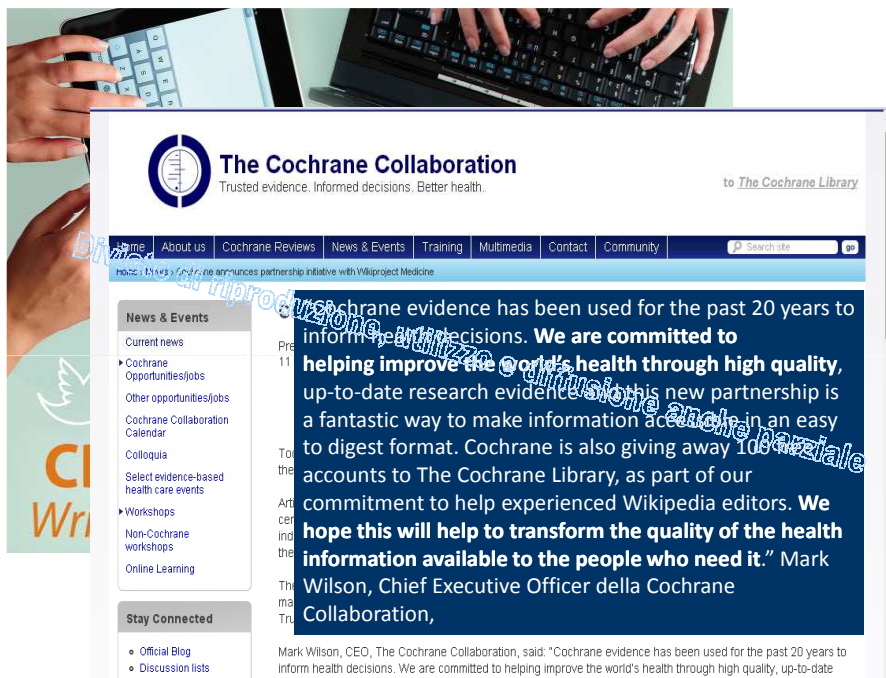 The Cochrane Collaboration
Trusted evidence. Informed decisions. Better health.
to The Cochrane Library
Home About us Cochrane Reviews News & Events Training Multimedia Contact Community Search site go
Home › News › Cochrane announces partnership initiative with Wikiproject Medicine
Divieto di riproduzione, utilizzo e diffusione anche parziale
News & Events
Current news
Cochrane
Opportunities/jobs
Other opportunities/jobs
Cochrane Collaboration
Calendar
Colloquia
Select evidence-based
health care events
Workshops
Non-Cochrane
workshops
Online Learning
Stay Connected
Official Blog
Discussion lists
11
"Cochrane evidence has been used for the past 20 years to
inform health decisions. We are committed to
helping improve the world's health through high quality,
up-to-date research evidence and this new partnership is
a fantastic way to make information accessible in an easy
to digest format. Cochrane is also giving away 100 free
accounts to The Cochrane Library, as part of our
commitment to help experienced Wikipedia editors. We
hope this will help to transform the quality of the health
information available to the people who need it." Mark
Wilson, Chief Executive Officer della Cochrane
Collaboration,
Mark Wilson, CEO, The Cochrane Collaboration, said: "Cochrane evidence has been used for the past 20 years to
inform health decisions. We are committed to helping improve the world's health through high quality, up-to-date